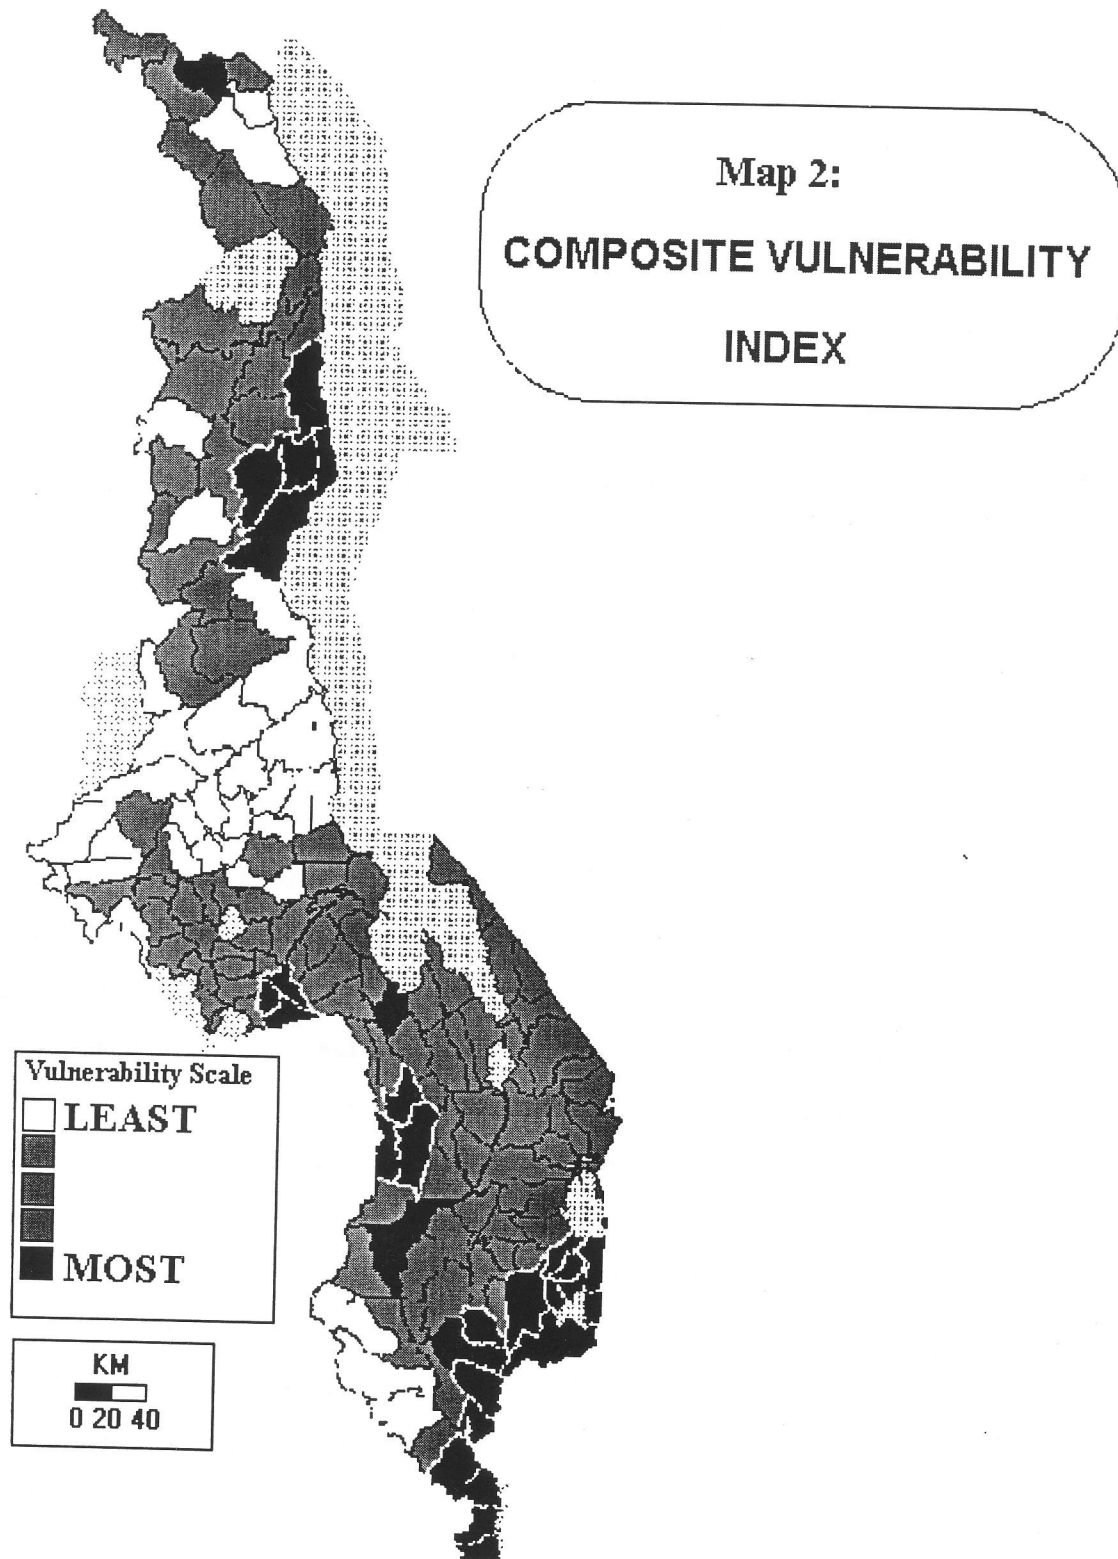 Map 2:
COMPOSITE VULNERABILITY
INDEX
Vulnerability Scale
LEAST
MOST
KM
0 20 40